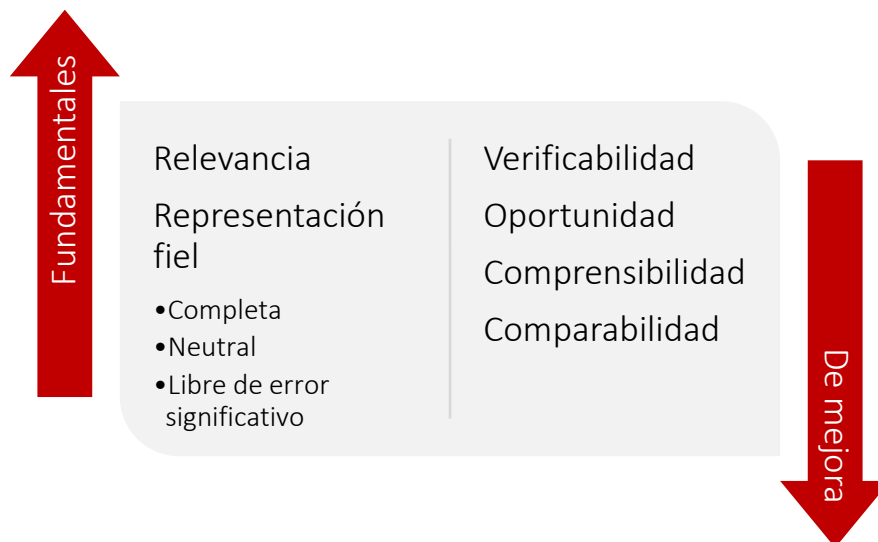 Fundamentales
Relevancia
Representación
fiel
•Completa
•Neutral
•Libre de error
significativo
Verificabilidad
Oportunidad
Comprensibilidad
Comparabilidad
De mejora